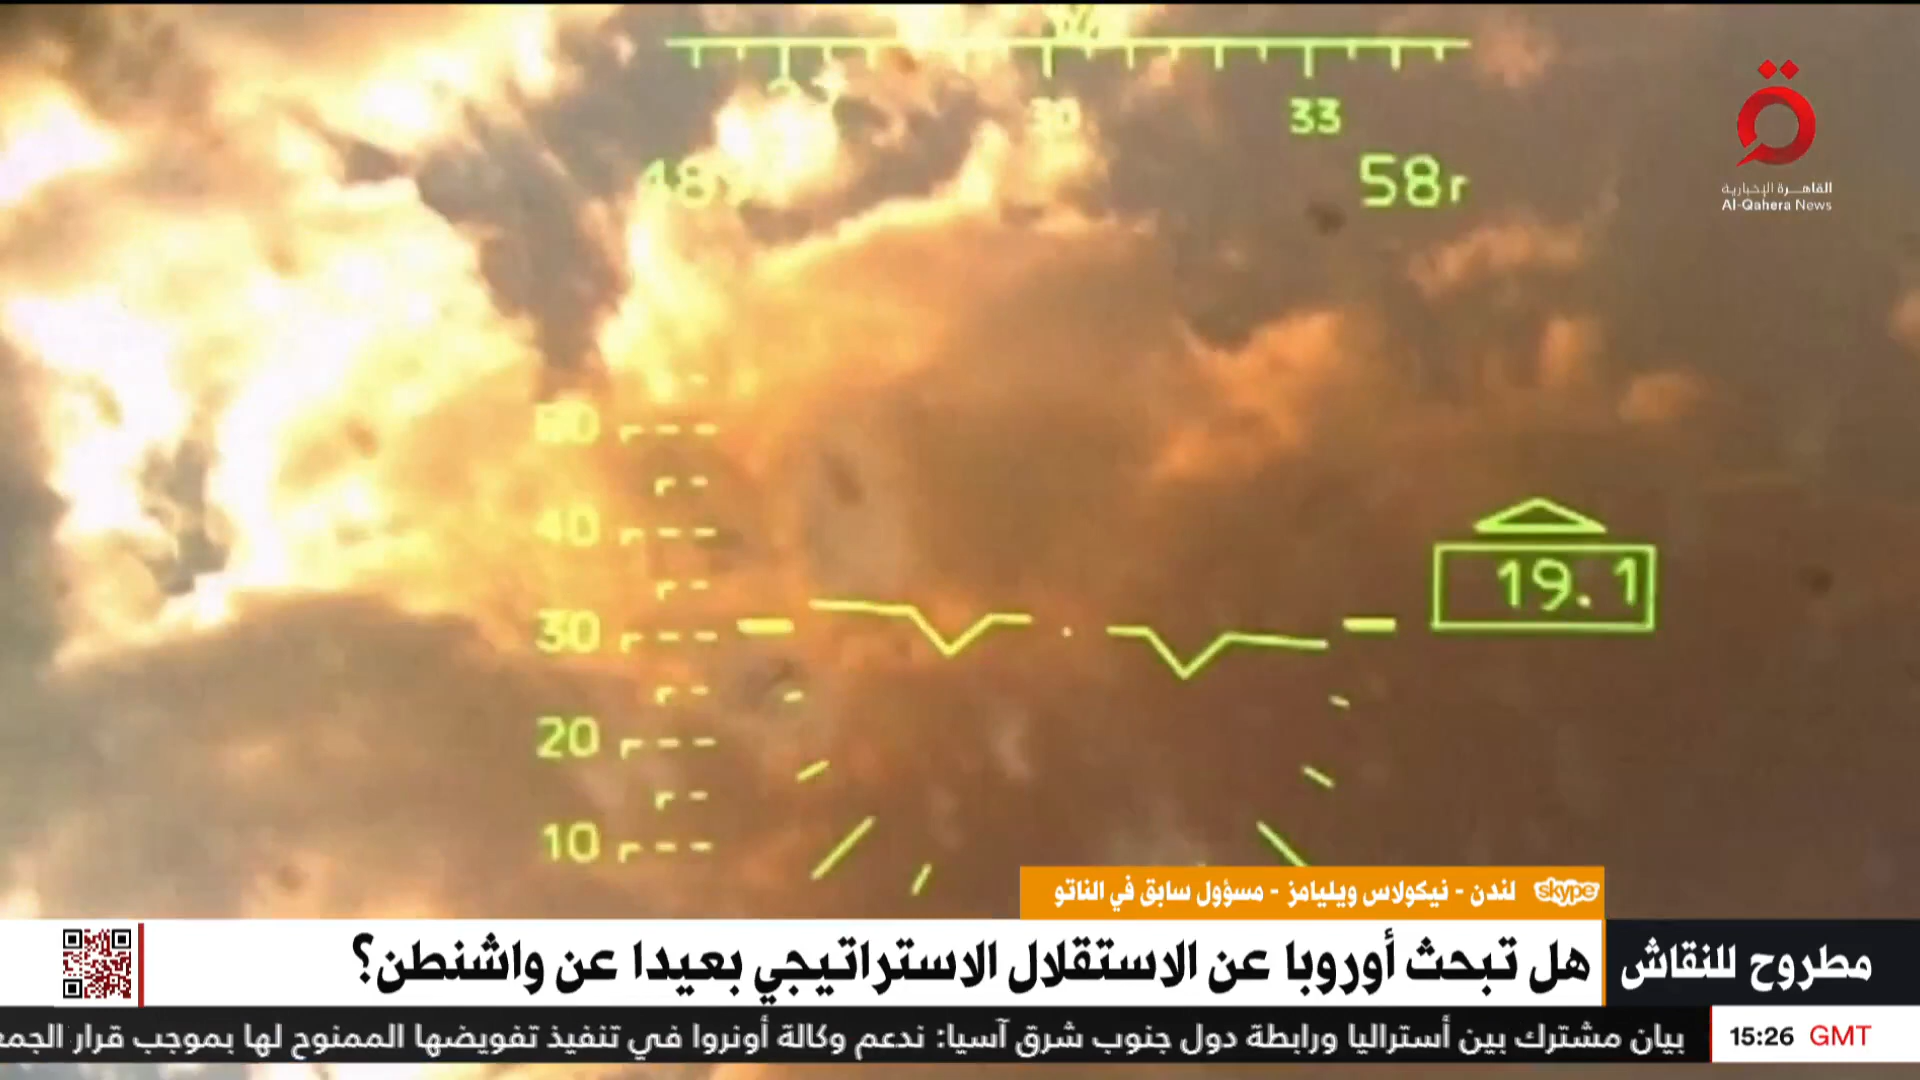 30
33
58r
القاهرة الإخبارية
Al-Qahera News
40
30
20
10
19.1
skype لندن - نيكولاس ويليامز - مسؤول سابق في الناتو
مطروح للنقاش
هل تبحث أوروبا عن الاستقلال الاستراتيجي بعيدا عن واشنطن؟
15:26 GMT
بيان مشترك بين أستراليا ورابطة دول جنوب شرق آسيا: ندعم وكالة أونروا في تنفيذ تفويضها الممنوح لها بموجب قرار